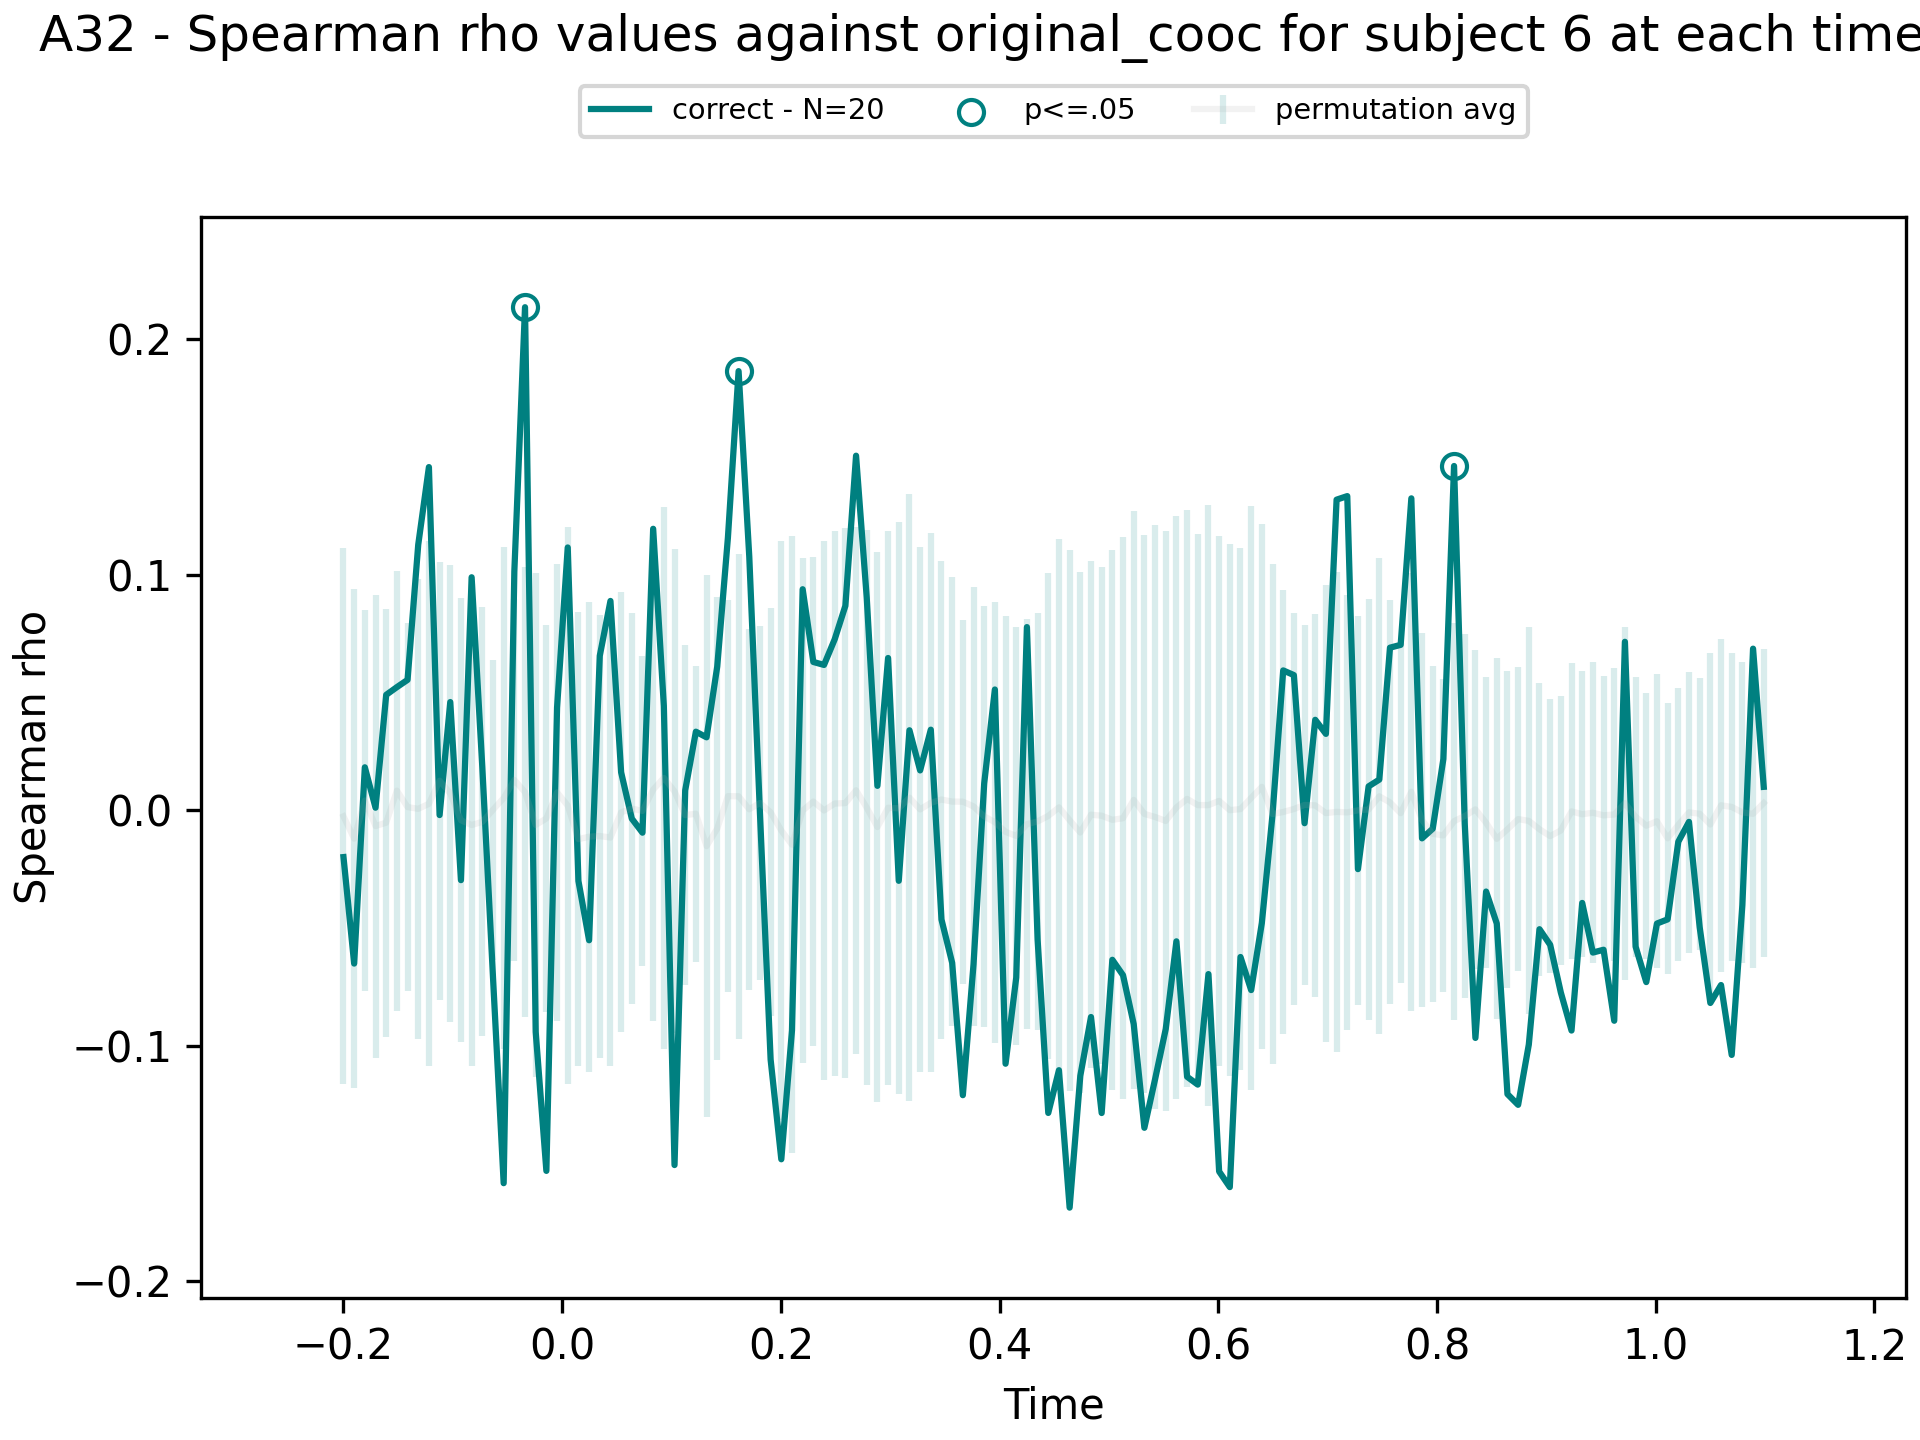 A32 - Spearman rho values against original_cooc for subject 6 at each time
correct - N=20 p<=.05 permutation avg
Spearman rho
0.2
0.1
0.0
−0.1
−0.2
−0.2 0.0 0.2 0.4 0.6 0.8 1.0 1.2
Time